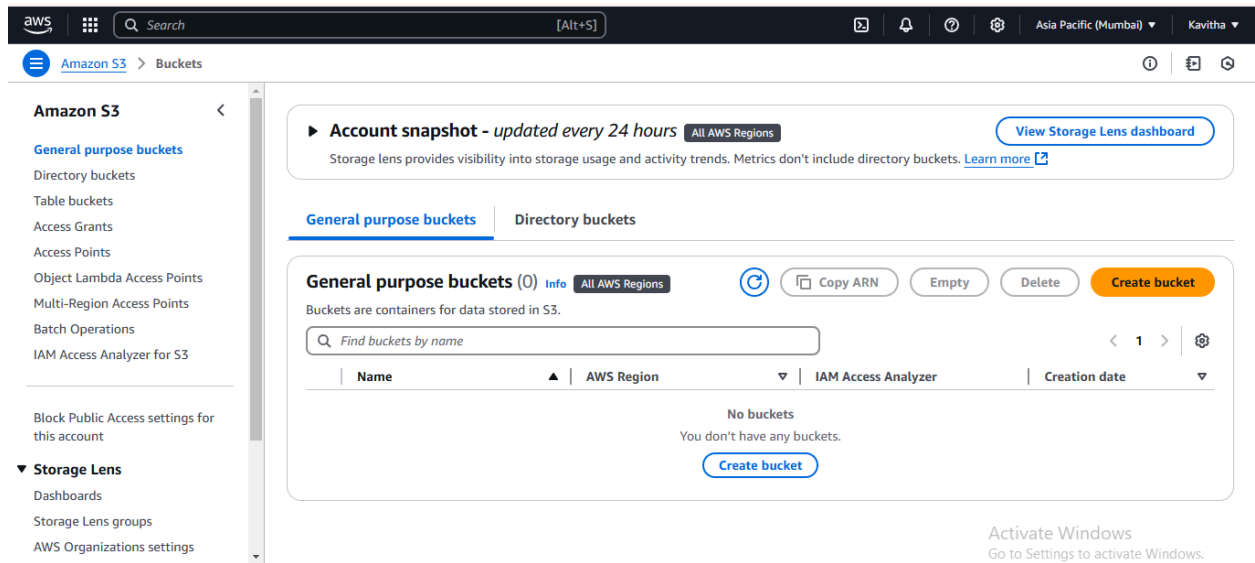 aws
Search [Alt+S]
Asia Pacific (Mumbai)
Kavitha
Amazon S3 > Buckets
Amazon S3
General purpose buckets
Directory buckets
Table buckets
Access Grants
Access Points
Object Lambda Access Points
Multi-Region Access Points
Batch Operations
IAM Access Analyzer for S3
Block Public Access settings for
this account
Storage Lens
Dashboards
Storage Lens groups
AWS Organizations settings
Account snapshot - updated every 24 hours All AWS Regions
View Storage Lens dashboard
Storage lens provides visibility into storage usage and activity trends. Metrics don't include directory buckets. Learn more
General purpose buckets Directory buckets
General purpose buckets (0) Info All AWS Regions
Copy ARN Empty Delete Create bucket
Buckets are containers for data stored in S3.
Find buckets by name
1
Name AWS Region IAM Access Analyzer Creation date
No buckets
You don't have any buckets.
Create bucket
Activate Windows
Go to Settings to activate Windows.